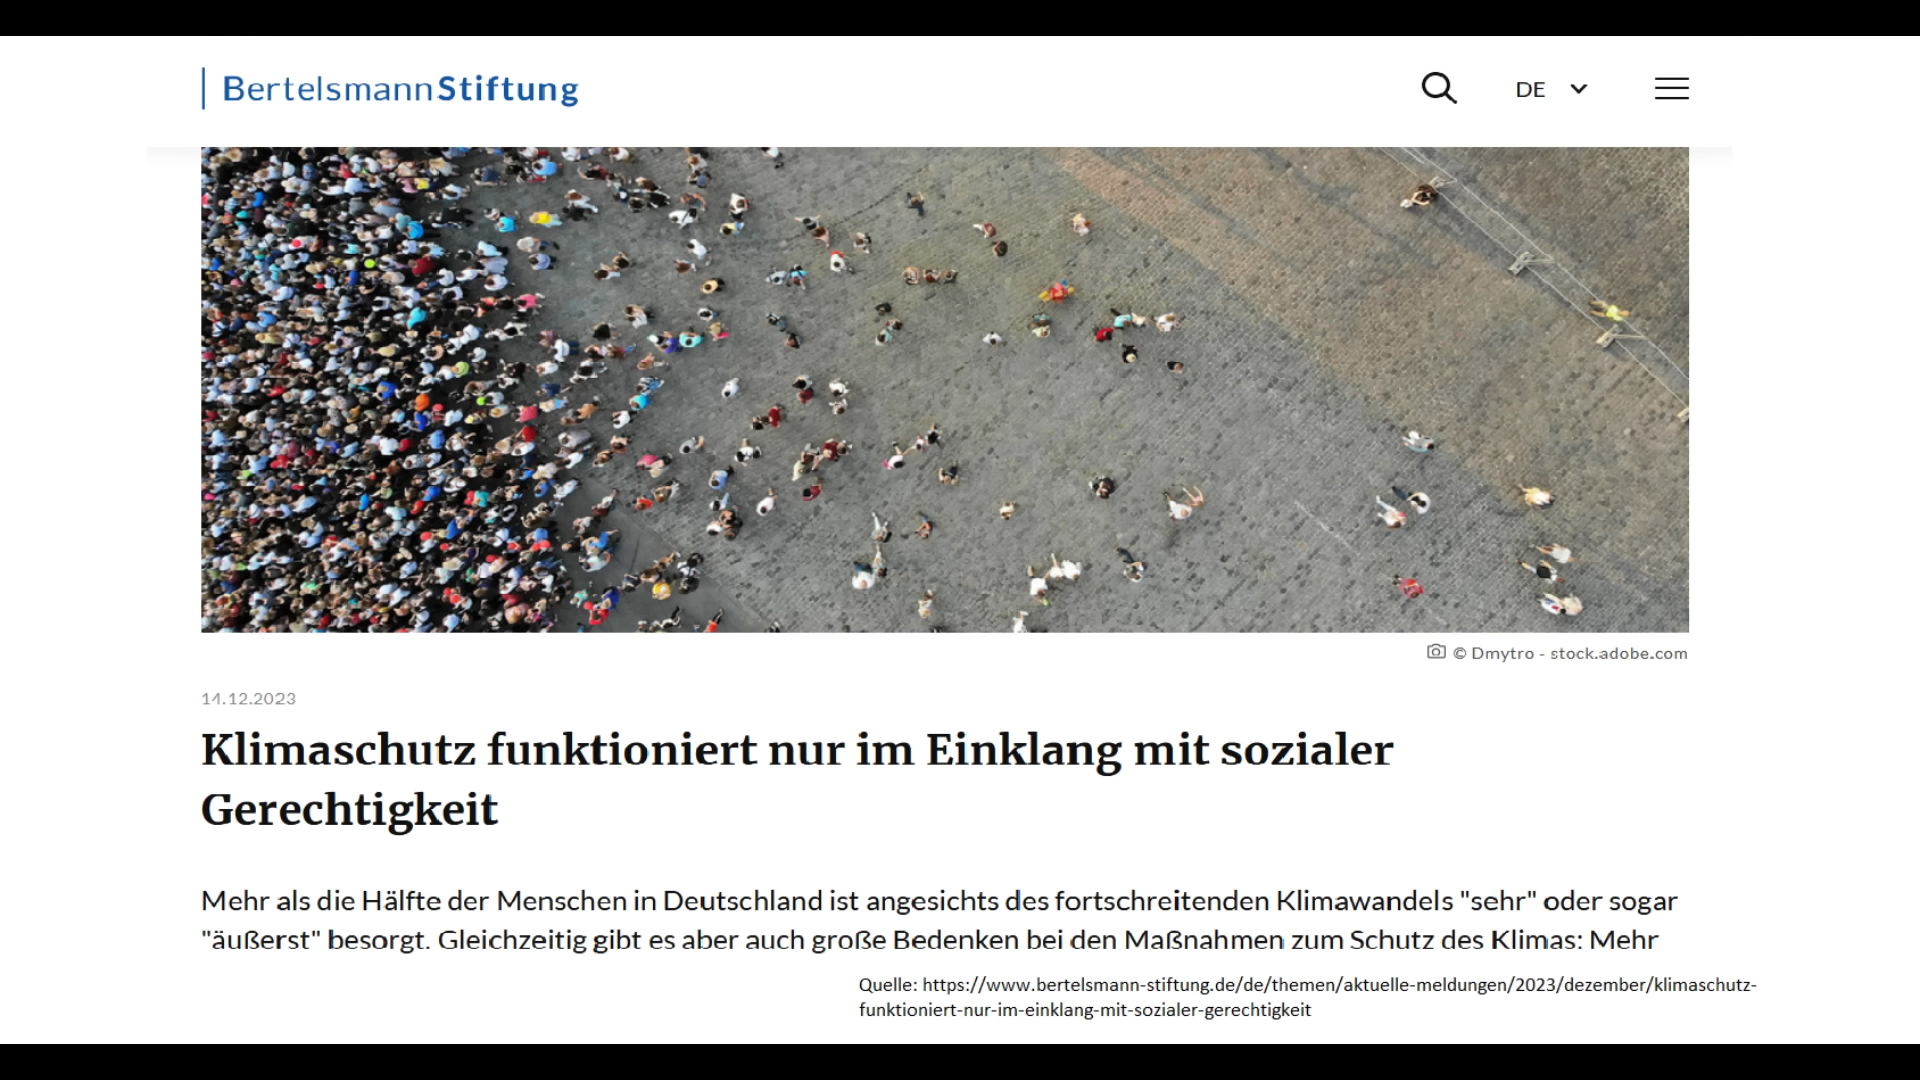 BertelsmannStiftung
DE
© Dmytro - stock.adobe.com
14.12.2023
Klimaschutz funktioniert nur im Einklang mit sozialer
Gerechtigkeit
Mehr als die Hälfte der Menschen in Deutschland ist angesichts des fortschreitenden Klimawandels "sehr" oder sogar
"äußerst" besorgt. Gleichzeitig gibt es aber auch große Bedenken bei den Maßnahmen zum Schutz des Klimas: Mehr
Quelle: https://www.bertelsmann-stiftung.de/de/themen/aktuelle-meldungen/2023/dezember/klimaschutz-
funktioniert-nur-im-einklang-mit-sozialer-gerechtigkeit